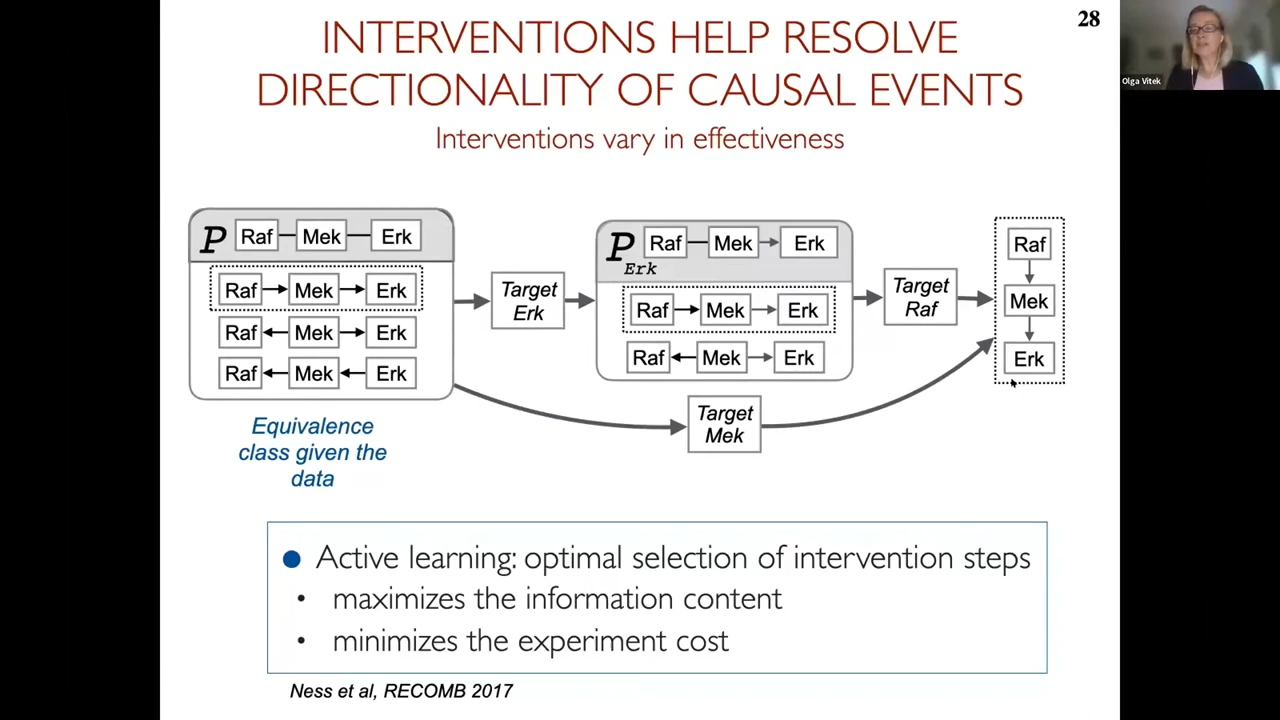 28
INTERVENTIONS HELP RESOLVE
DIRECTIONALITY OF CAUSAL EVENTS
Interventions vary in effectiveness
Olga Vitek
P Raf Mek Erk
Raf Mek Erk
Raf Mek Erk
Raf Mek Erk
Equivalence
class given the
data
Target
Erk
P Erk Raf Mek Erk
Raf Mek Erk
Raf Mek Erk
Target
Raf
Target
Mek
Raf
Mek
Erk
Active learning: optimal selection of intervention steps
• maximizes the information content
• minimizes the experiment cost
Ness et al, RECOMB 2017